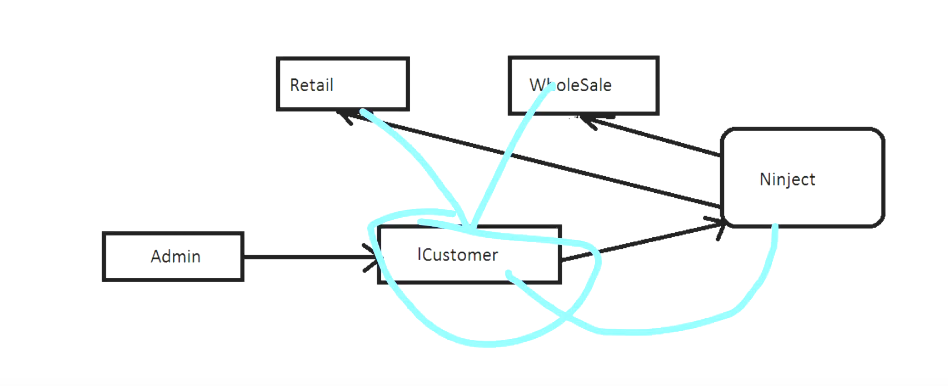 Retail
WholeSale
Ninject
Admin
ICustomer